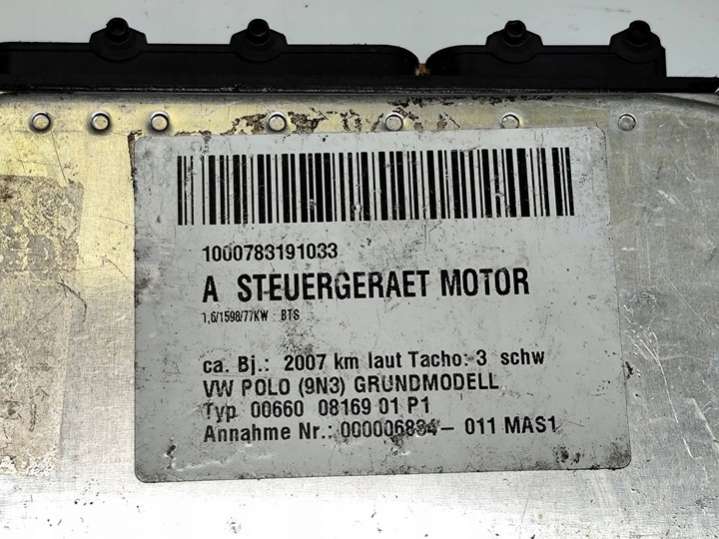 1000783191033
A STEUERGERAET MOTOR
1,6/1598/77KW BTS
ca. Bj.: 2007 km laut Tacho: 3 schw
VW POLO (9N3) GRUNDMODELL
Typ 00660 08169 01 P1
Annahme Nr.: 000006834- 011 MAS1